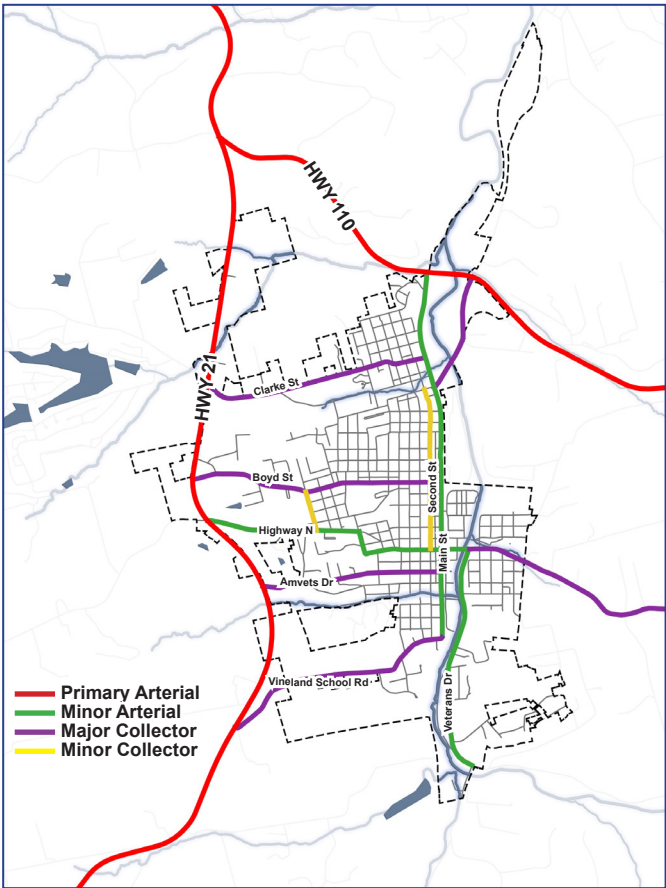 HWY 110
HWY 21
Clarke St
Boyd St
Second St
Highway N
Main St
Amvets Dr
Vineland School Rd
Veterans Dr
Primary Arterial
Minor Arterial
Major Collector
Minor Collector